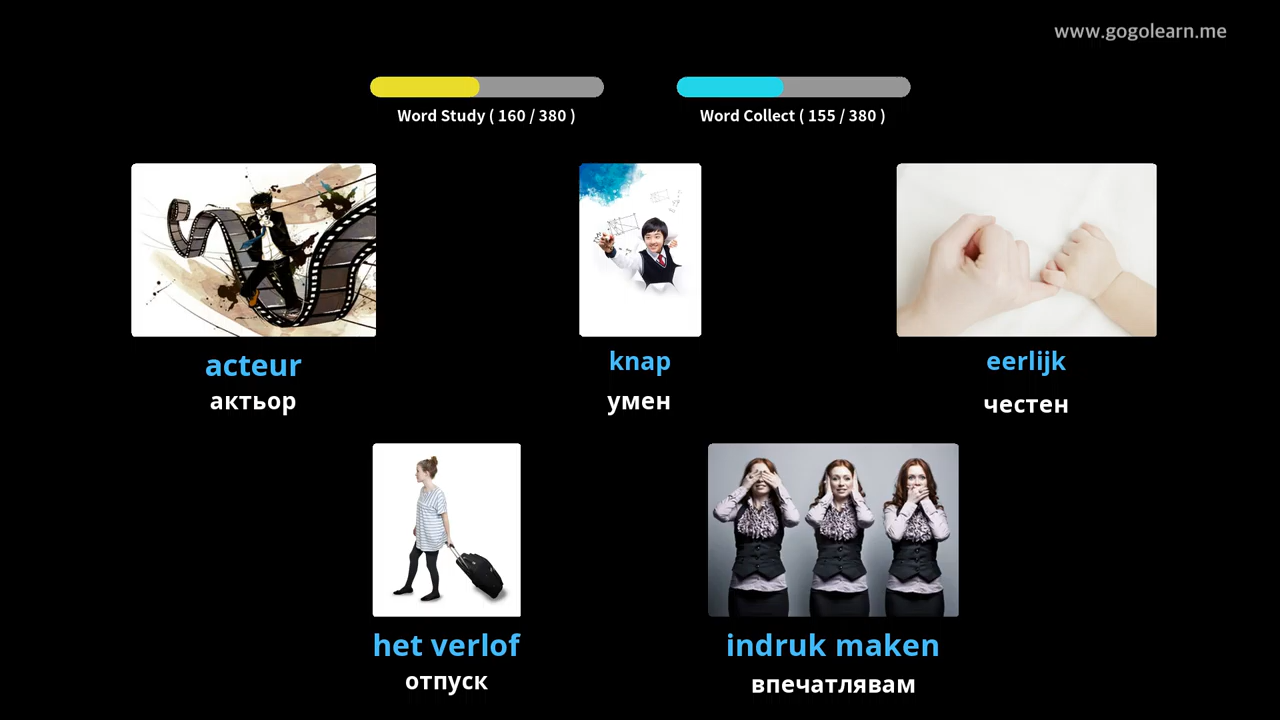 www.gogolearn.me
Word Study ( 160 / 380 )
Word Collect ( 155 / 380 )
acteur
актьор
knap
умен
eerlijk
честен
het verlof
отпуск
indruk maken
впечатлявам